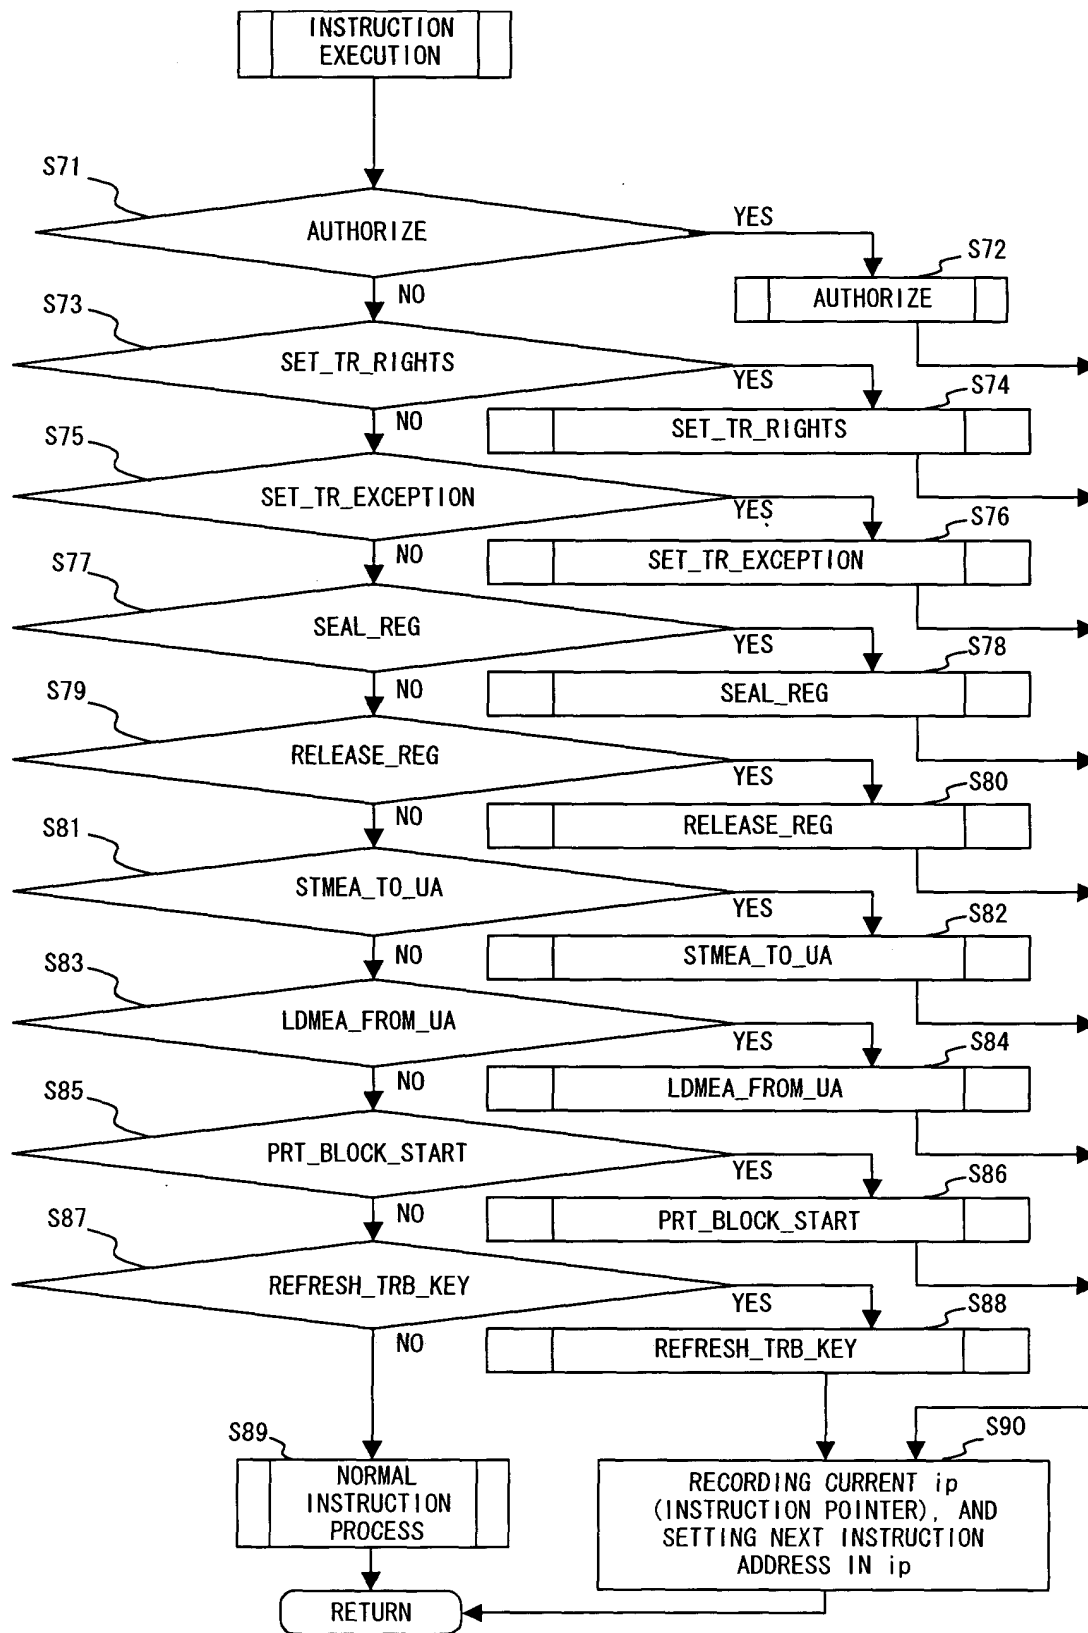 INSTRUCTION
EXECUTION
S71
AUTHORIZE
YES
S72
AUTHORIZE
NO
S73
SET_TR_RIGHTS
YES
S74
SET_TR_RIGHTS
NO
S75
SET_TR_EXCEPTION
YES
S76
SET_TR_EXCEPTION
NO
S77
SEAL_REG
YES
S78
SEAL_REG
NO
S79
RELEASE_REG
YES
S80
RELEASE_REG
NO
S81
STMEA_TO_UA
YES
S82
STMEA_TO_UA
NO
S83
LDMEA_FROM_UA
YES
S84
LDMEA_FROM_UA
NO
S85
PRT_BLOCK_START
YES
S86
PRT_BLOCK_START
NO
S87
REFRESH_TRB_KEY
YES
S88
REFRESH_TRB_KEY
NO
S89
NORMAL
INSTRUCTION
PROCESS
S90
RECORDING CURRENT ip
(INSTRUCTION POINTER), AND
SETTING NEXT INSTRUCTION
ADDRESS IN ip
RETURN